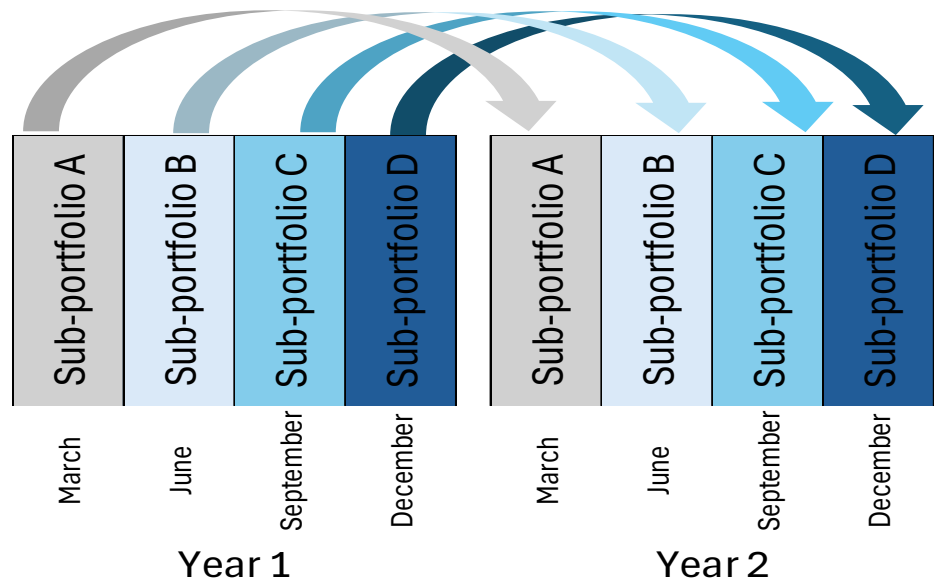 Sub-portfolio A
Sub-portfolio B
Sub-portfolio C
Sub-portfolio D
Sub-portfolio A
Sub-portfolio B
Sub-portfolio C
Sub-portfolio D
March
June
September
December
March
June
September
December
Year 1
Year 2